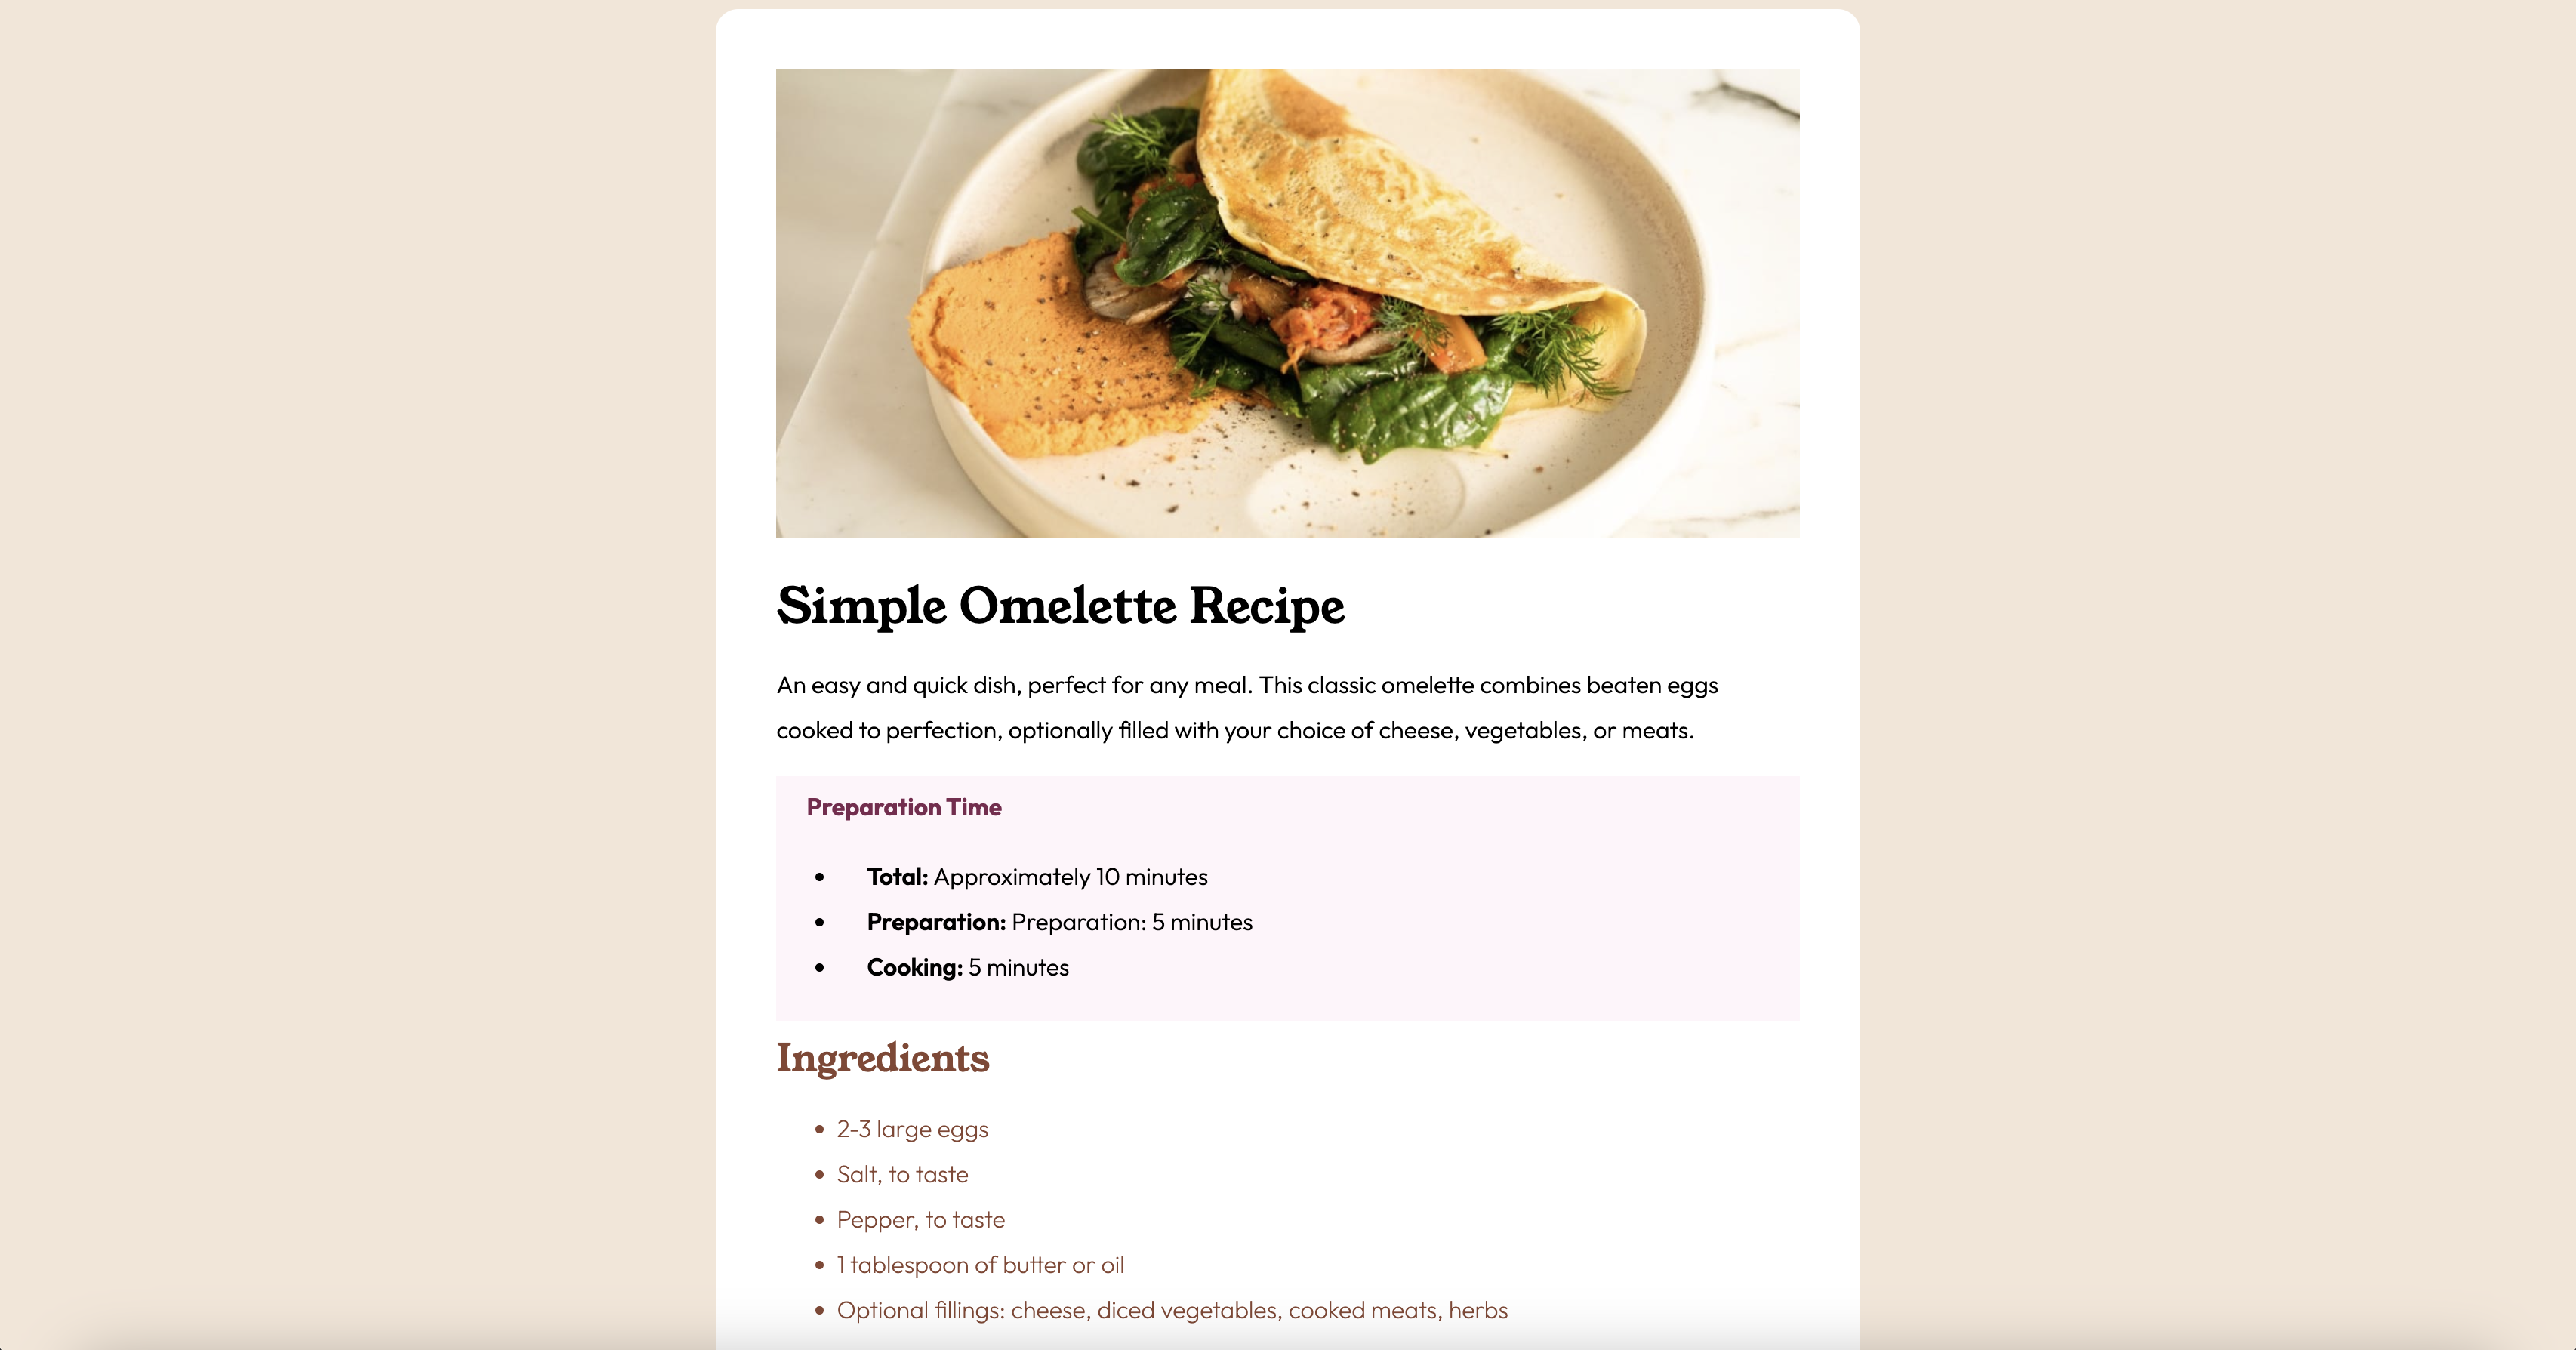 Simple Omelette Recipe
An easy and quick dish, perfect for any meal. This classic omelette combines beaten eggs
cooked to perfection, optionally filled with your choice of cheese, vegetables, or meats.
Preparation Time
• Total: Approximately 10 minutes
• Preparation: Preparation: 5 minutes
• Cooking: 5 minutes
Ingredients
• 2-3 large eggs
• Salt, to taste
• Pepper, to taste
• 1 tablespoon of butter or oil
• Optional fillings: cheese, diced vegetables, cooked meats, herbs